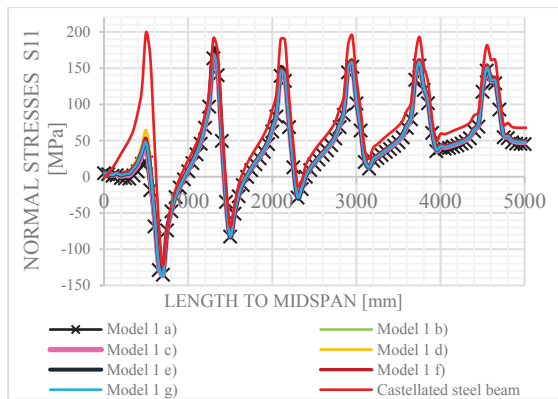 NORMAL STRESSES S11
[MPa]
200
150
100
50
0
-50
-100
-150
0 1000 2000 3000 4000 5000
LENGTH TO MIDSPAN [mm]
Model 1 a) Model 1 b)
Model 1 c) Model 1 d)
Model 1 e) Model 1 f)
Model 1 g) Castellated steel beam